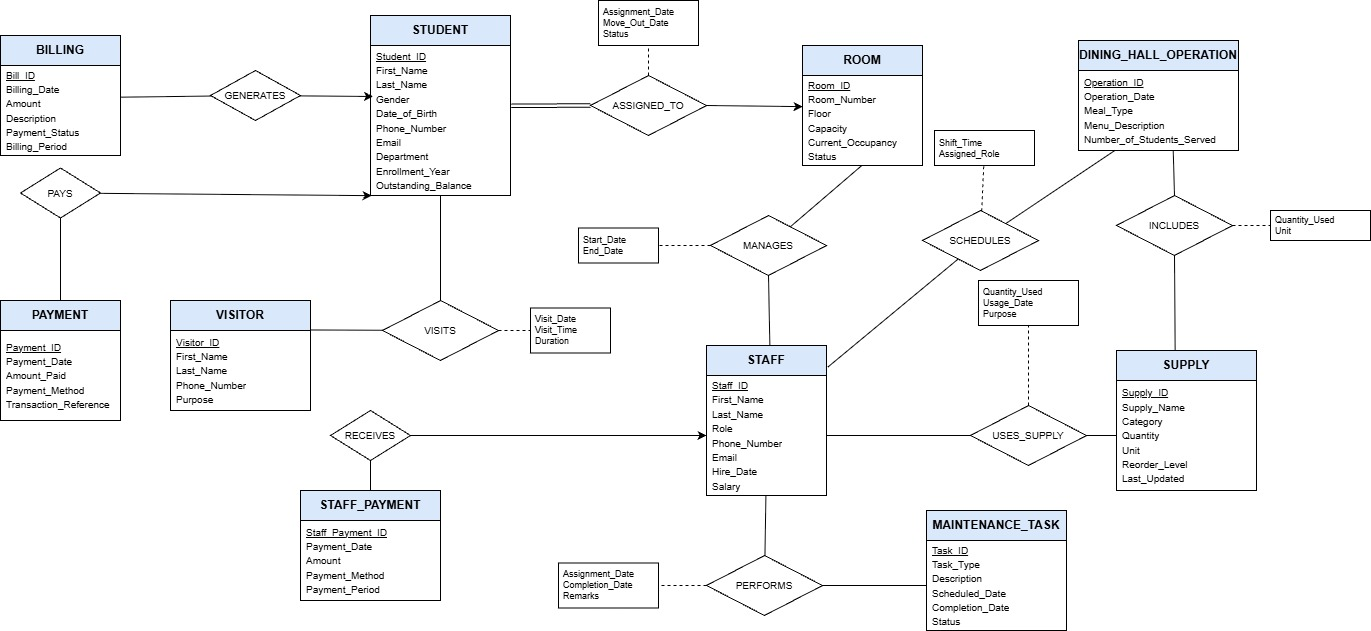 BILLING
Bill_ID
Billing_Date
Amount
Description
Payment_Status
Billing_Period
GENERATES
STUDENT
Student_ID
First_Name
Last_Name
Gender
Date_of_Birth
Phone_Number
Email
Department
Enrollment_Year
Outstanding_Balance
Assignment_Date
Move_Out_Date
Status
ASSIGNED_TO
ROOM
Room_ID
Room_Number
Floor
Capacity
Current_Occupancy
Status
DINING_HALL_OPERATION
Operation_ID
Operation_Date
Meal_Type
Menu_Description
Number_of_Students_Served
Shift_Time
Assigned_Role
PAYS
Start_Date
End_Date
MANAGES
SCHEDULES
INCLUDES
Quantity_Used
Unit
PAYMENT
Payment_ID
Payment_Date
Amount_Paid
Payment_Method
Transaction_Reference
VISITOR
Visitor_ID
First_Name
Last_Name
Phone_Number
Purpose
VISITS
Visit_Date
Visit_Time
Duration
Quantity_Used
Usage_Date
Purpose
STAFF
Staff_ID
First_Name
Last_Name
Role
Phone_Number
Email
Hire_Date
Salary
SUPPLY
Supply_ID
Supply_Name
Category
Quantity
Unit
Reorder_Level
Last_Updated
RECEIVES
USES_SUPPLY
STAFF_PAYMENT
Staff_Payment_ID
Payment_Date
Amount
Payment_Method
Payment_Period
Assignment_Date
Completion_Date
Remarks
PERFORMS
MAINTENANCE_TASK
Task_ID
Task_Type
Description
Scheduled_Date
Completion_Date
Status